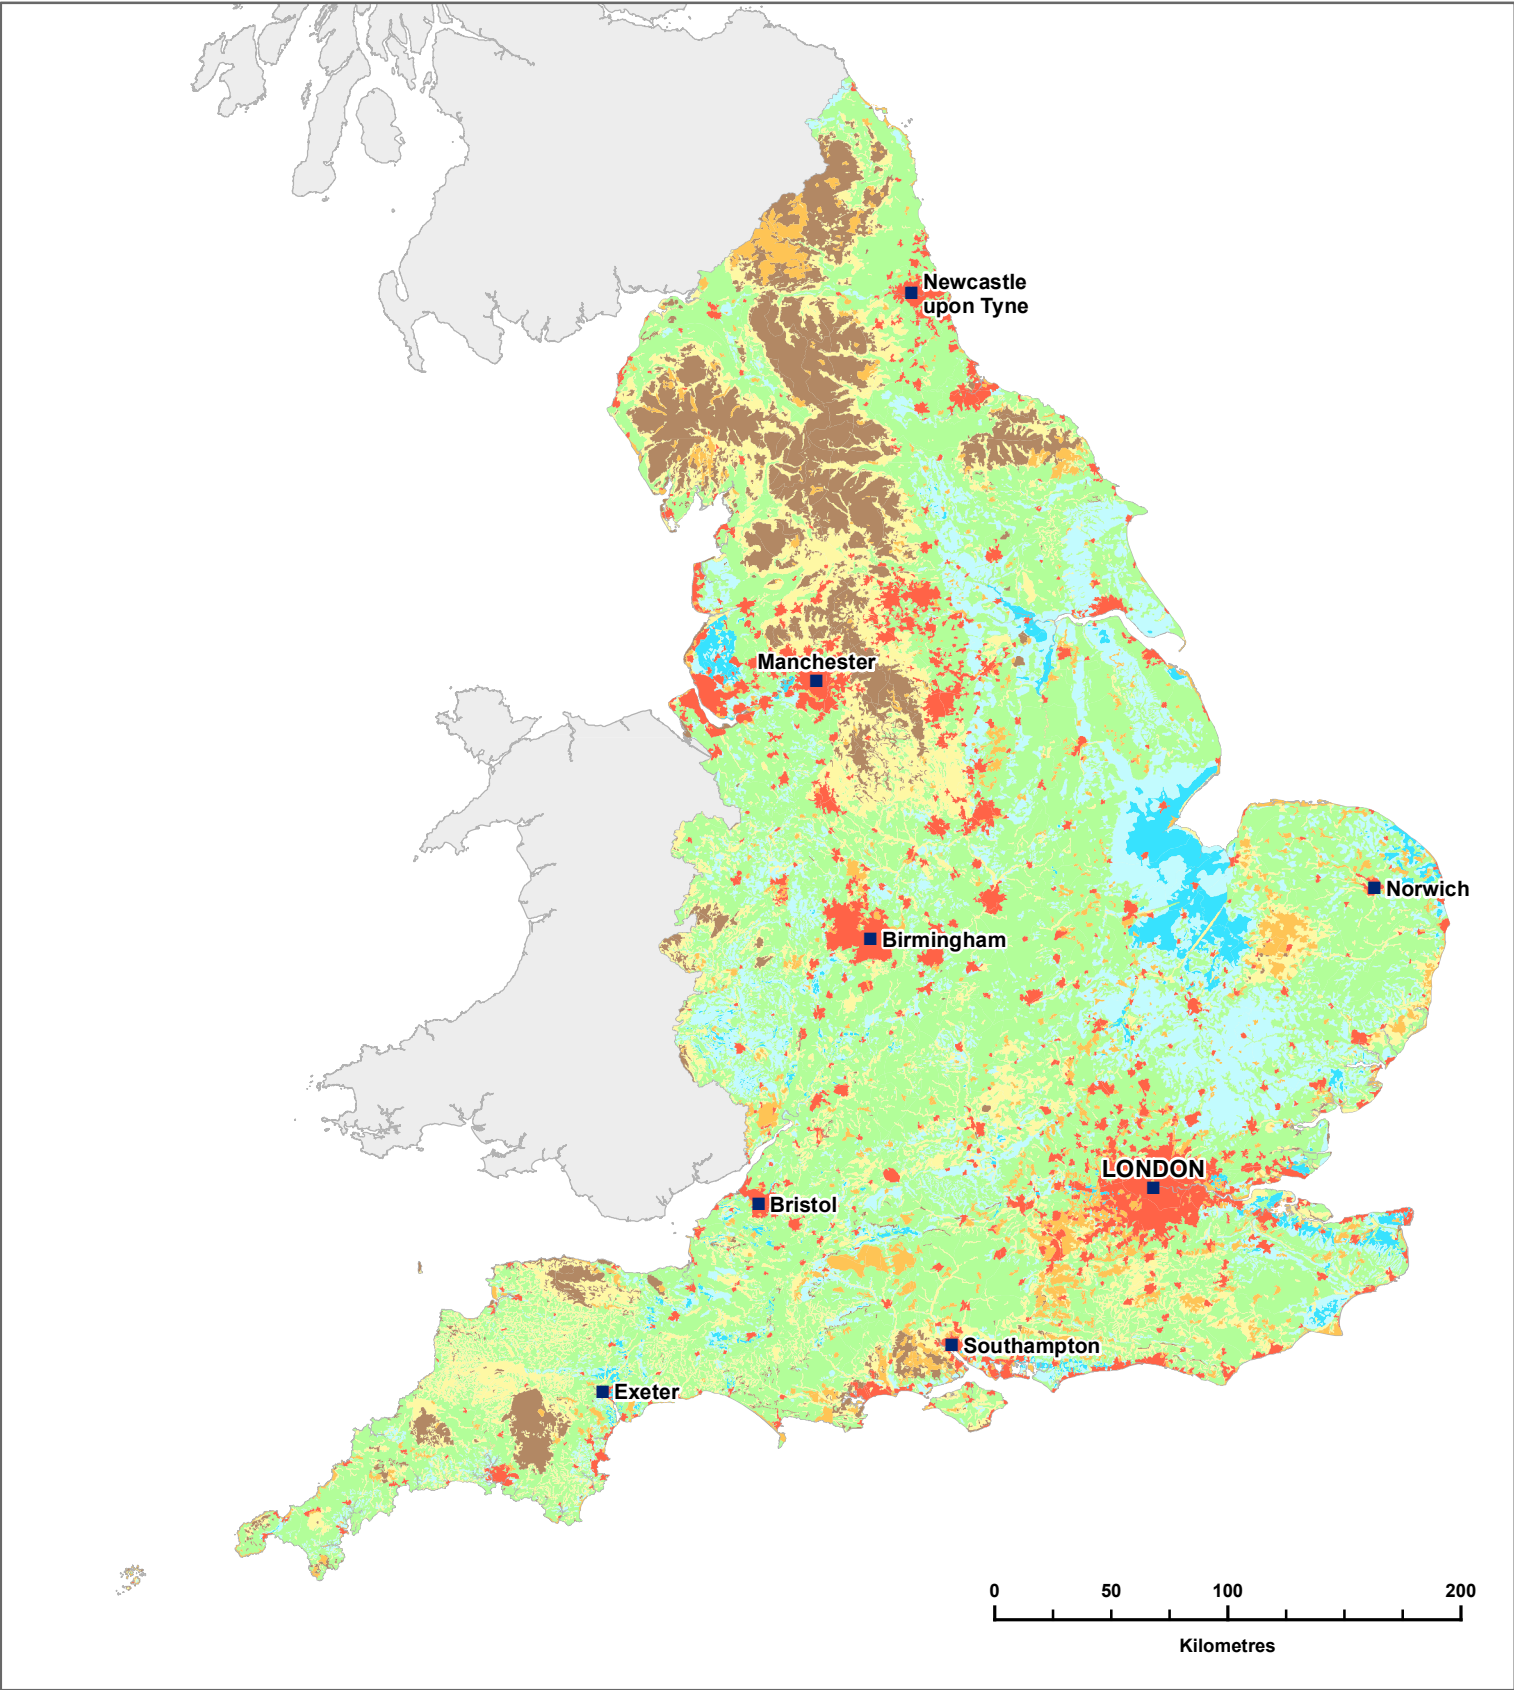 Newcastle
upon Tyne
Manchester
Norwich
Birmingham
LONDON
Bristol
Southampton
Exeter
0 50 100 200
Kilometres